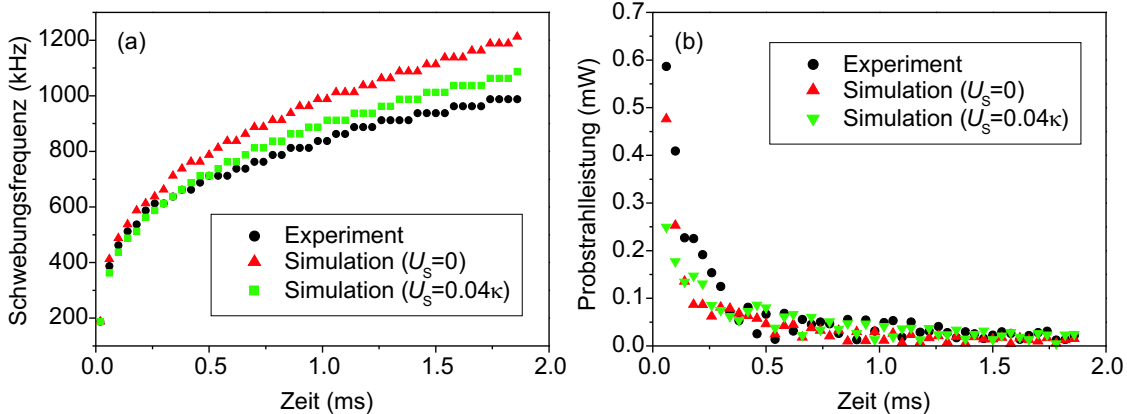 (a)
Schwebungsfrequenz (kHz)
1200
1000
800
600
400
200
Experiment
Simulation (U_S=0)
Simulation (U_S=0.04κ)
0.0 0.5 1.0 1.5 2.0
Zeit (ms)
(b)
Probstrahlleistung (mW)
0.7
0.6
0.5
0.4
0.3
0.2
0.1
0.0
Experiment
Simulation (U_S=0)
Simulation (U_S=0.04κ)
0.0 0.5 1.0 1.5 2.0
Zeit (ms)